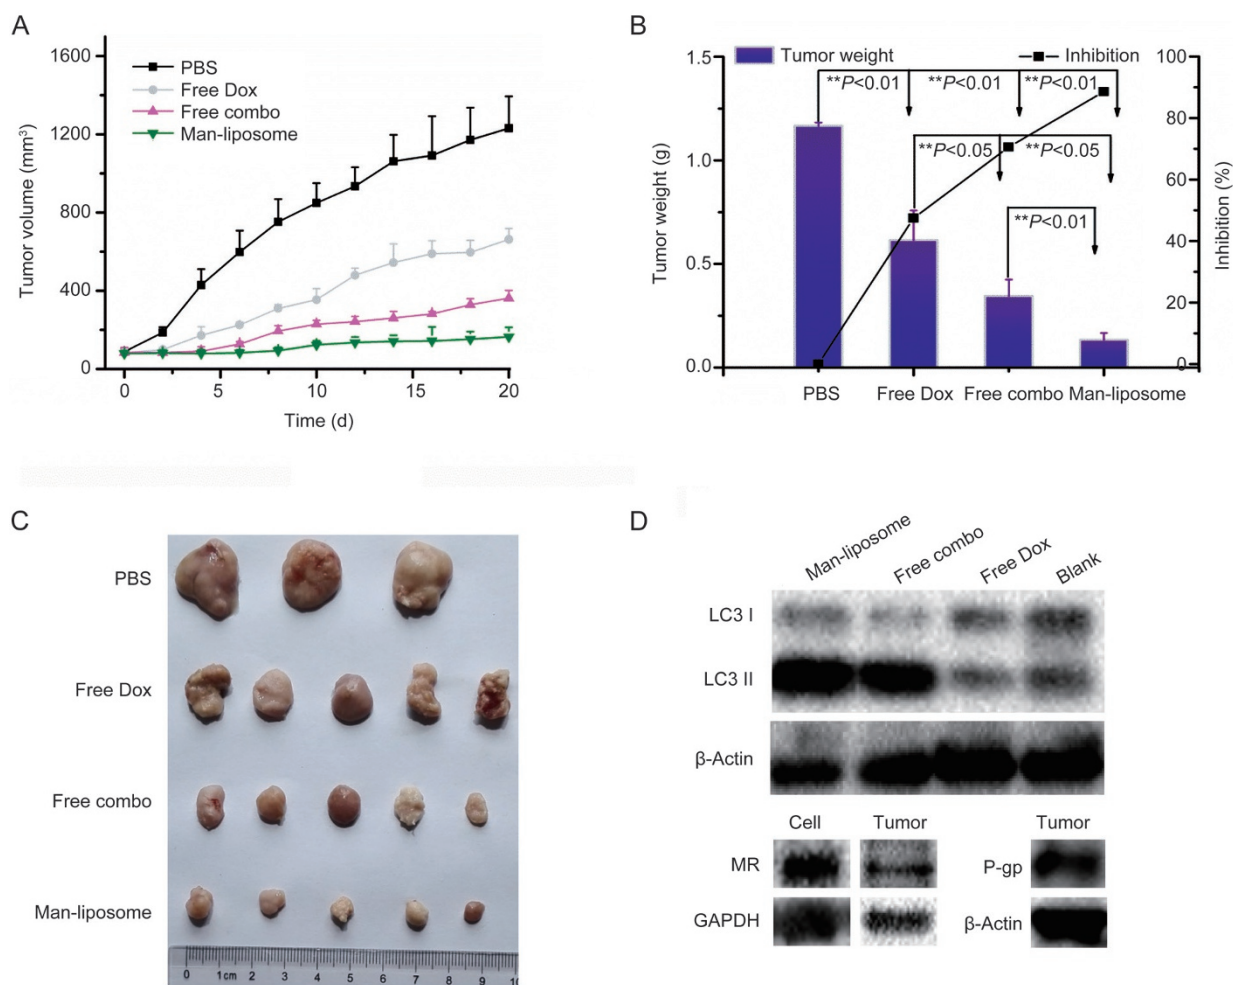 A
1600
1200
800
400
0
Tumor volume (mm³)
PBS
Free Dox
Free combo
Man-liposome
0 5 10 15 20
Time (d)
B
Tumor weight
Inhibition
1.5
1.0
0.5
0.0
Tumor weight (g)
**P<0.01 **P<0.01 **P<0.01
**P<0.05 **P<0.05
**P<0.01
100
80
60
40
20
0
Inhibition (%)
PBS Free Dox Free combo Man-liposome
C
PBS
Free Dox
Free combo
Man-liposome
0 1cm 2 3 4 5 6 7 8 9 10
D
Man-liposome Free combo Free Dox Blank
LC3 I
LC3 II
β-Actin
Cell Tumor Tumor
MR P-gp
GAPDH β-Actin